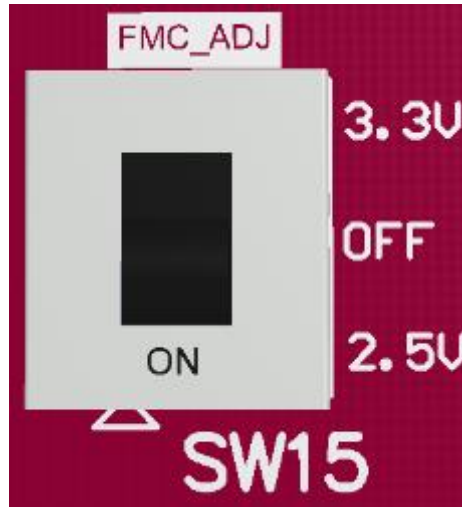 FMC_ADJ
3.3V
OFF
2.5V
ON
SW15